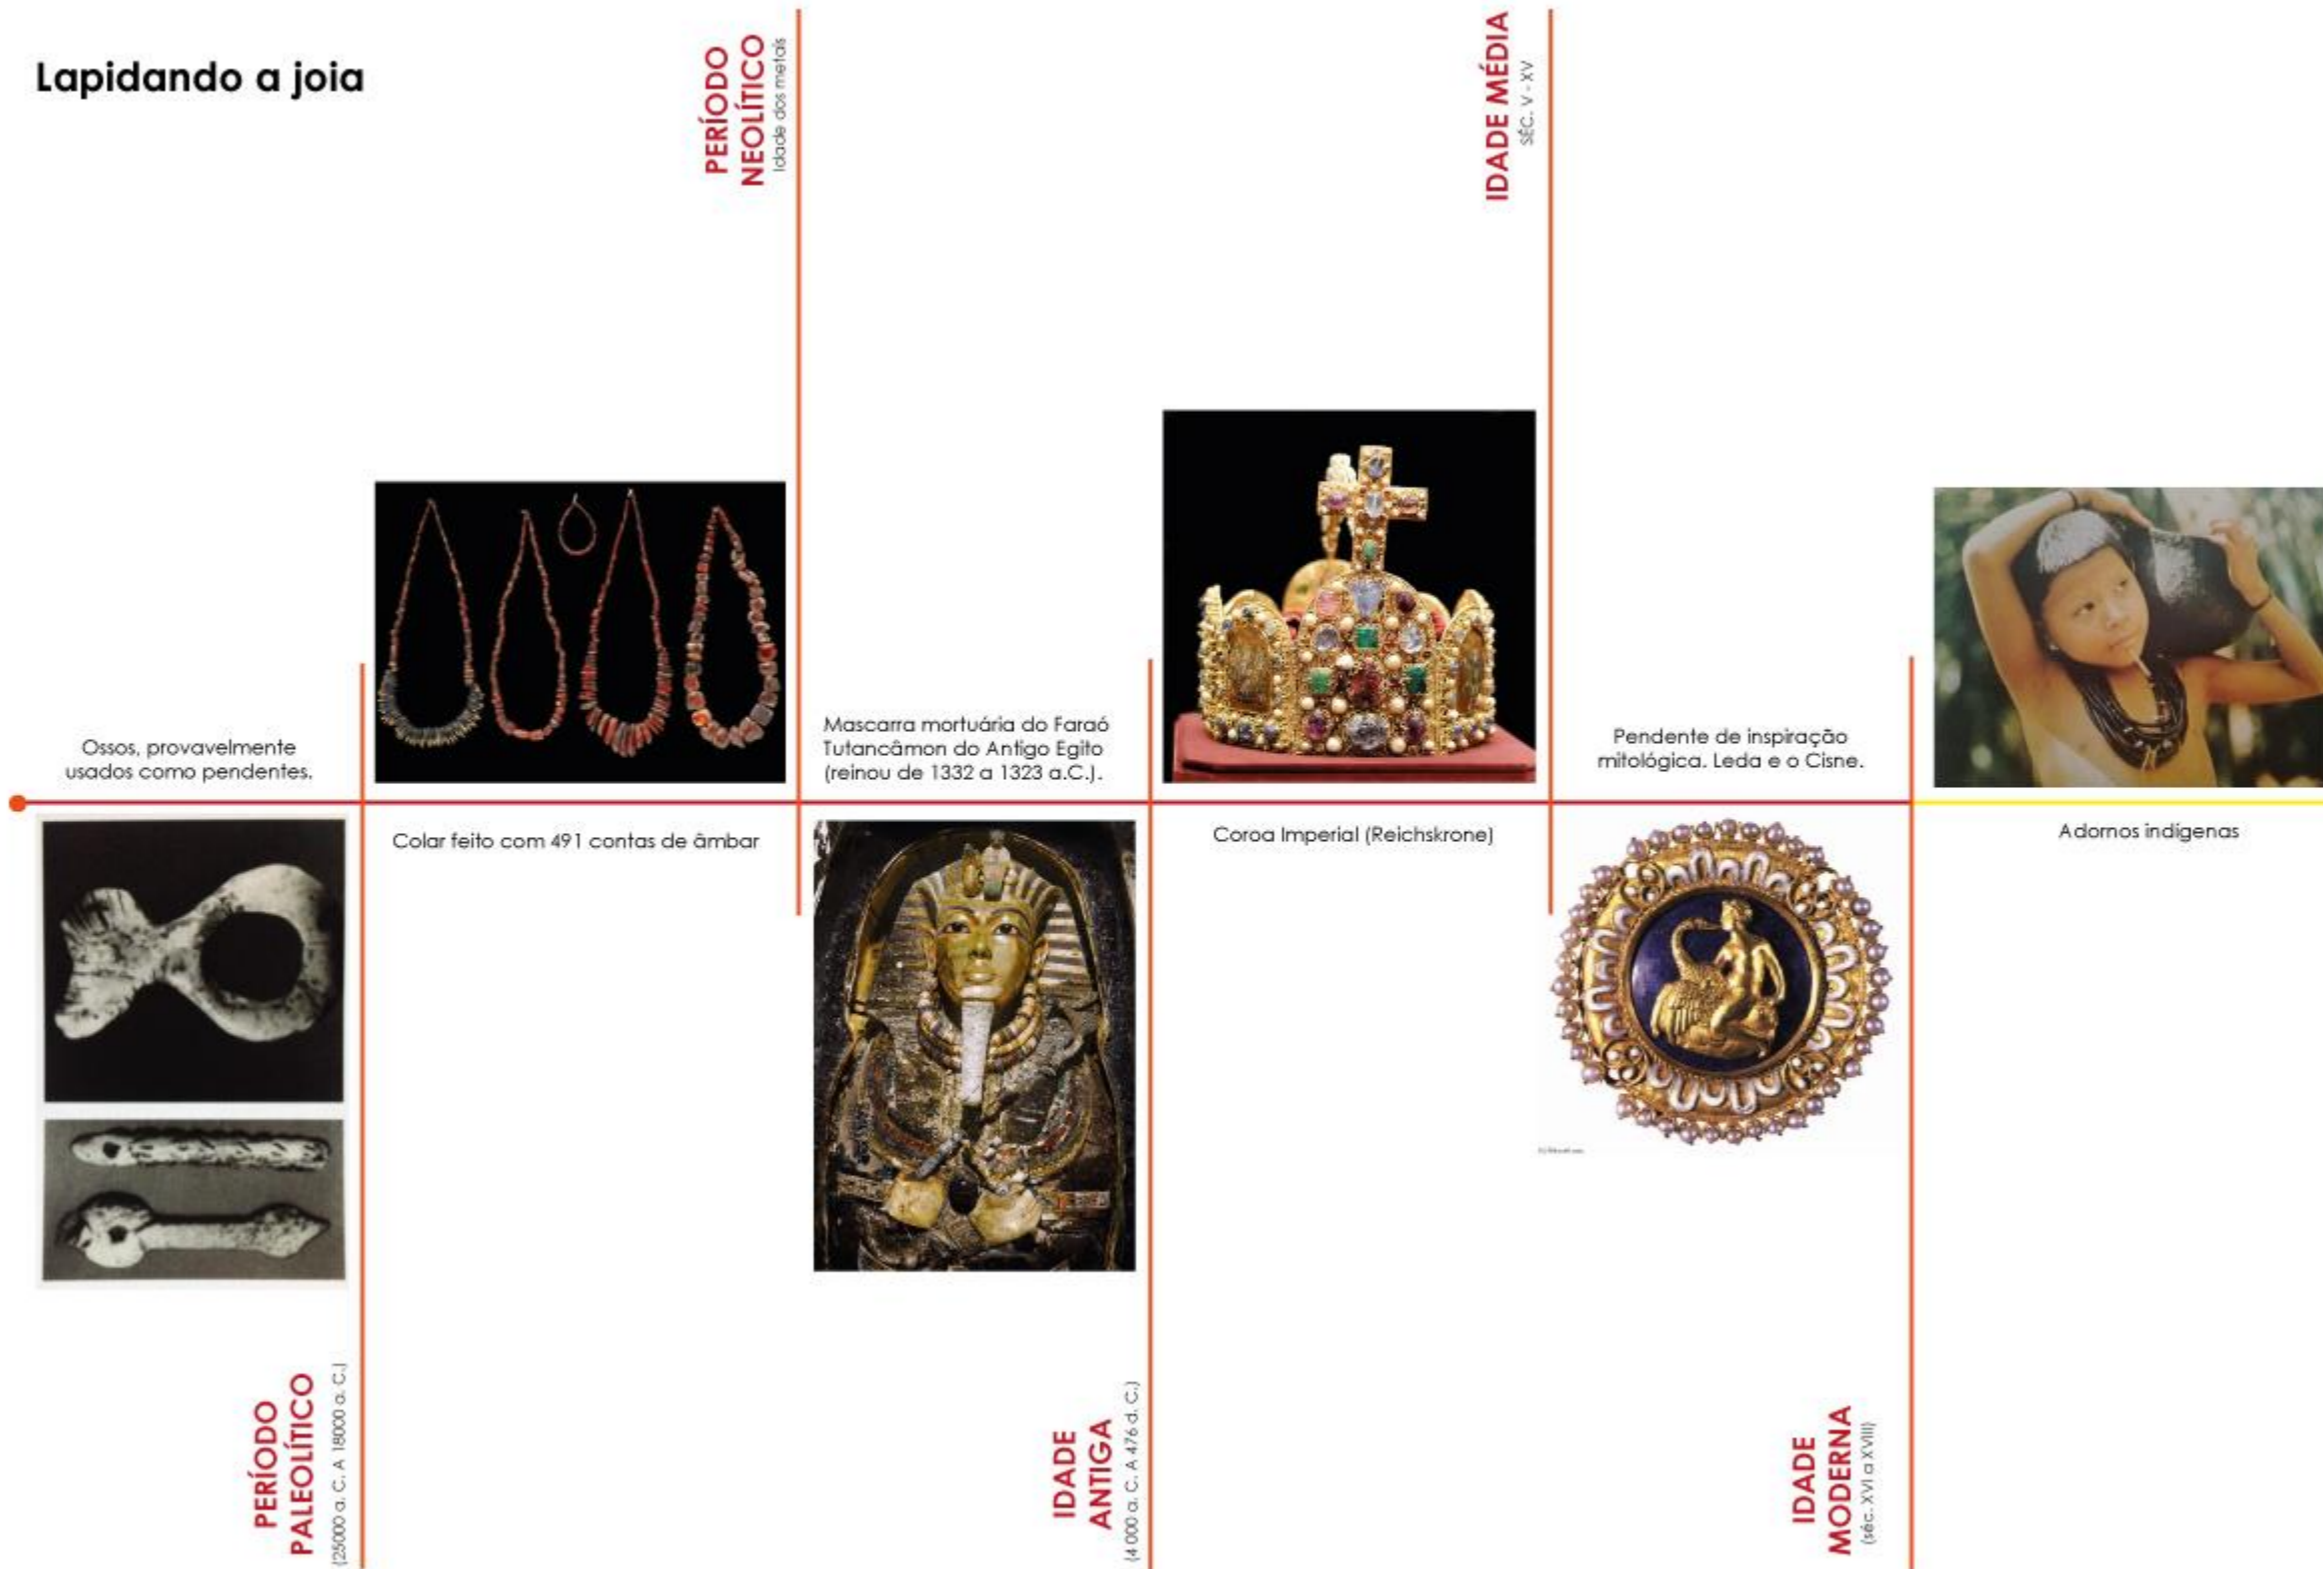 Lapidando a joia
PERÍODO
NEOLÍTICO
Idade dos metais
IDADE MÉDIA
SÉC. V - XV
Ossos, provavelmente
usados como pendentes.
Mascarra mortuária do Faraó
Tutancâmon do Antigo Egito
(reinou de 1332 a 1323 a.C.).
Pendente de inspiração
mitológica. Leda e o Cisne.
Colar feito com 491 contas de âmbar
Coroa Imperial (Reichskrone)
Adornos indígenas
PERÍODO
PALEOLÍTICO
(25000 a. C. A 18000 a. C.)
IDADE
ANTIGA
(4 000 a. C. A 476 d. C.)
IDADE
MODERNA
(séc. XVI a XVIII)